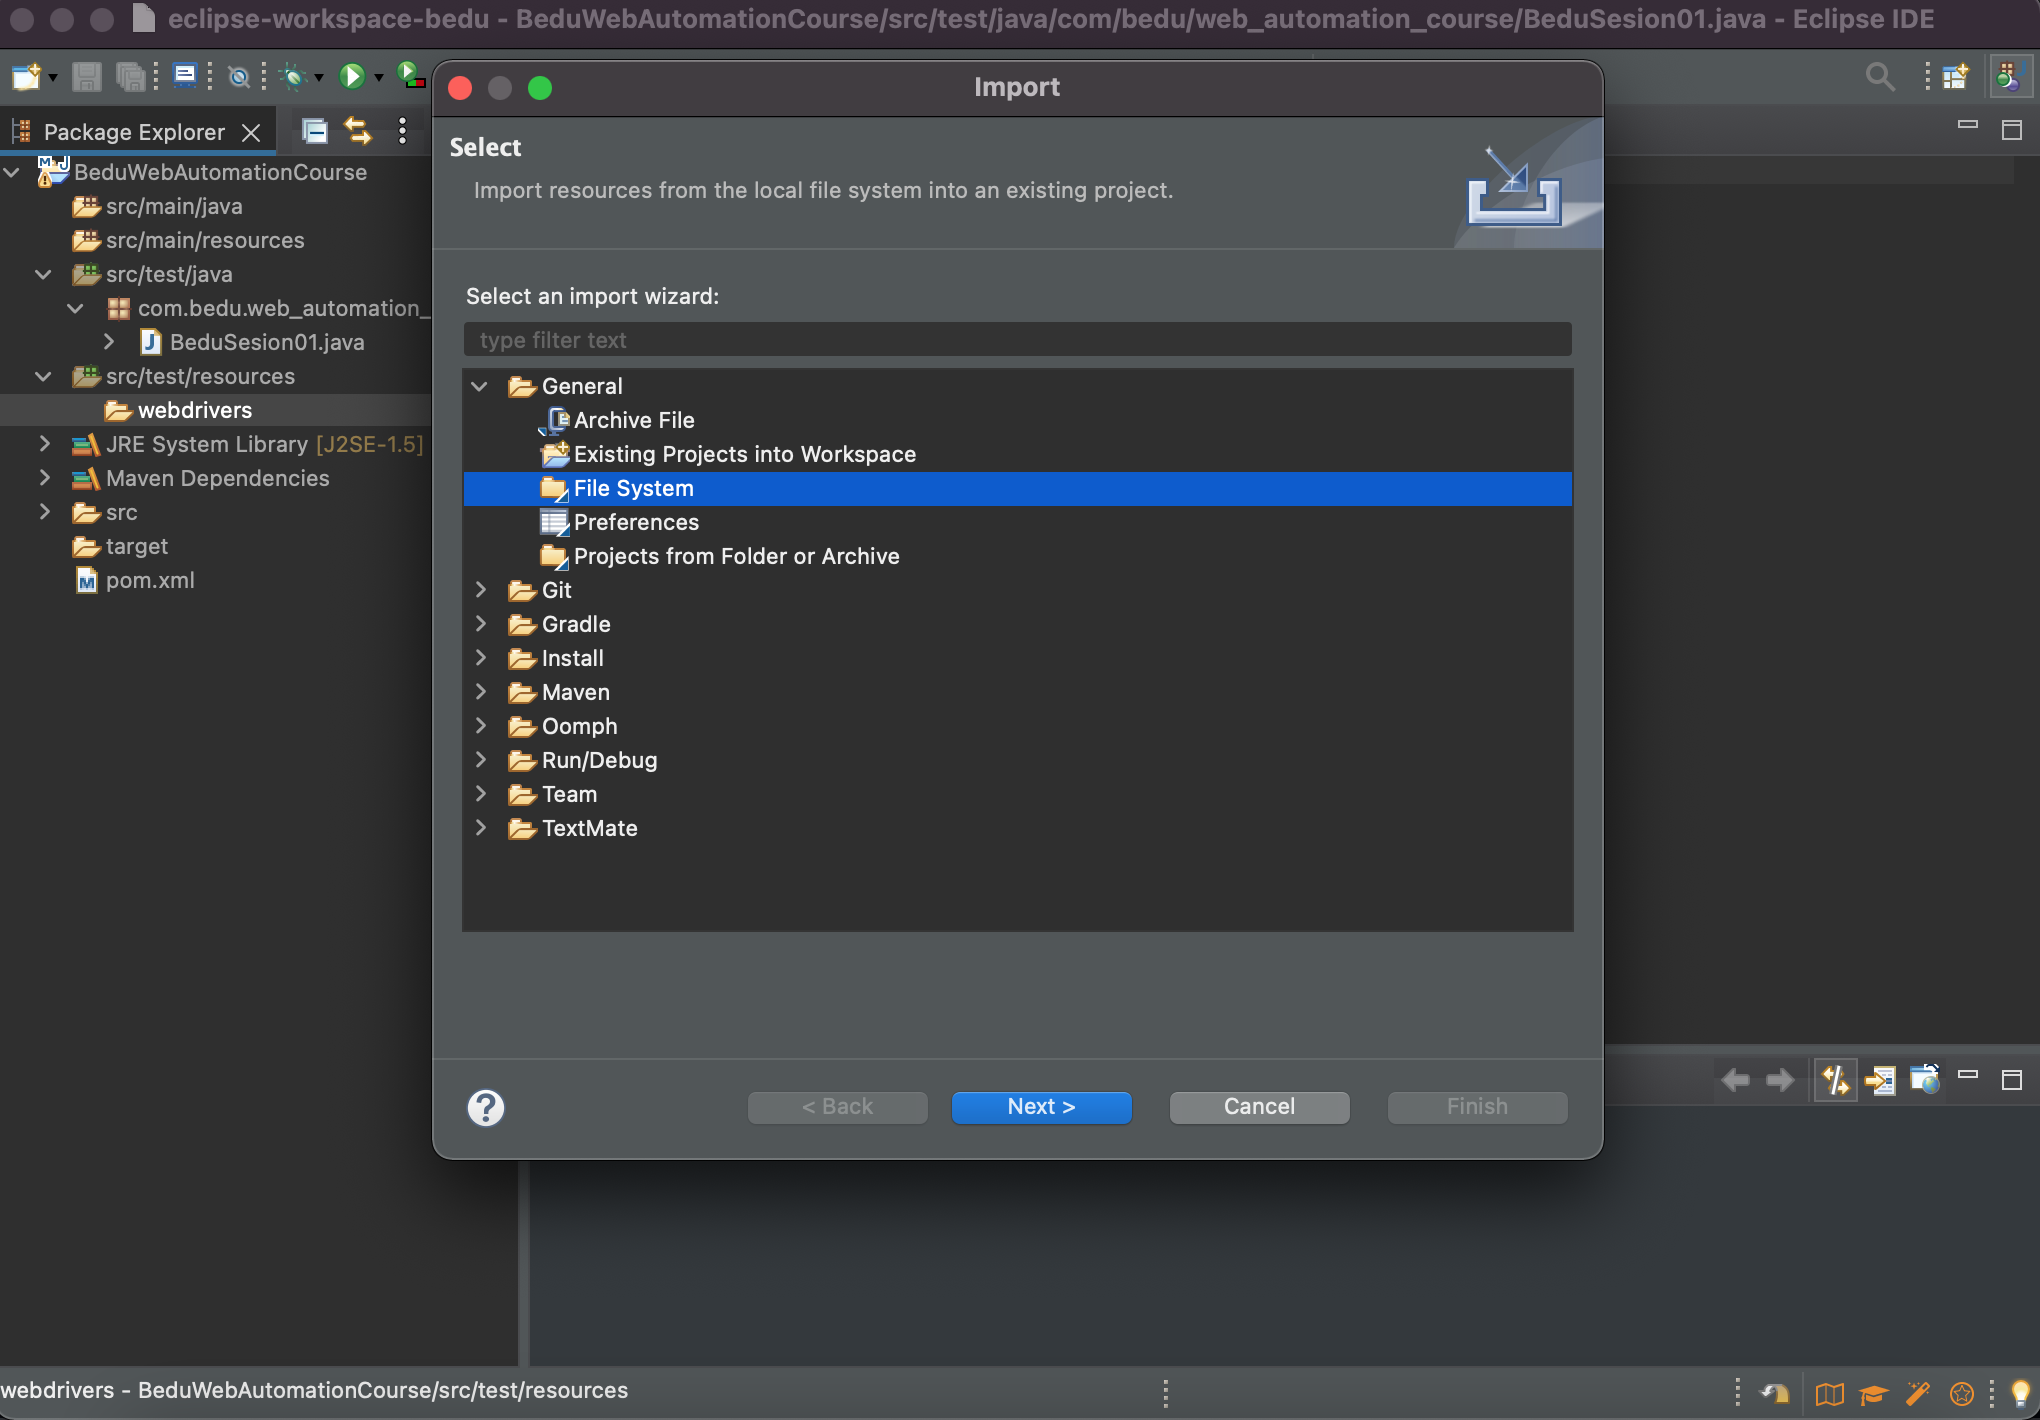 eclipse-workspace-bedu - BeduWebAutomationCourse/src/test/java/com/bedu/web_automation_course/BeduSesion01.java - Eclipse IDE
Package Explorer
BeduWebAutomationCourse
src/main/java
src/main/resources
src/test/java
com.bedu.web_automation_
BeduSesion01.java
src/test/resources
webdrivers
JRE System Library [J2SE-1.5]
Maven Dependencies
src
target
pom.xml
Import
Select
Import resources from the local file system into an existing project.
Select an import wizard:
type filter text
General
Archive File
Existing Projects into Workspace
File System
Preferences
Projects from Folder or Archive
Git
Gradle
Install
Maven
Oomph
Run/Debug
Team
TextMate
< Back
Next >
Cancel
Finish
webdrivers - BeduWebAutomationCourse/src/test/resources